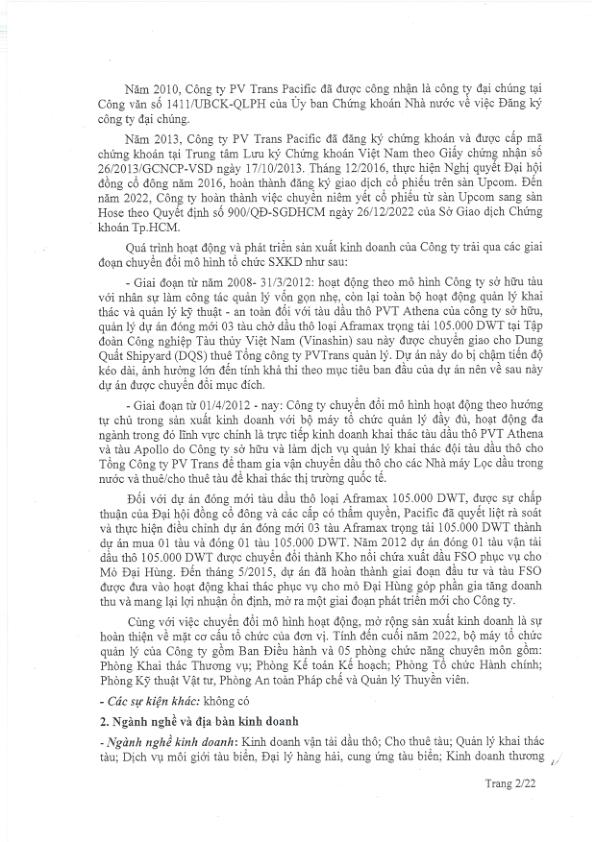 Năm 2010, Công ty PV Trans Pacific đã được công nhận là công ty đại chúng tại
Công văn số 1411/UBCK-QLPH của Ủy ban Chứng khoán Nhà nước về việc Đăng ký
công ty đại chúng.
Năm 2013, Công ty PV Trans Pacific đã đăng ký chứng khoán và được cấp mã
chứng khoán tại Trung tâm Lưu ký Chứng khoán Việt Nam theo Giấy chứng nhận số
26/2013/GCNCP-VSD ngày 17/10/2013. Tháng 12/2016, thực hiện Nghị quyết Đại hội
đồng cổ đông năm 2016, hoàn thành đăng ký giao dịch cổ phiếu trên sàn Upcom. Đến
năm 2022, Công ty hoàn thành việc chuyển niêm yết cổ phiếu từ sàn Upcom sang sàn
Hose theo Quyết định số 900/QĐ-SGDHCM ngày 26/12/2022 của Sở Giao dịch Chứng
khoán Tp.HCM.
Quá trình hoạt động và phát triển sản xuất kinh doanh của Công ty trải qua các giai
đoạn chuyển đổi mô hình tổ chức SXKD như sau:
- Giai đoạn từ năm 2008- 31/3/2012: hoạt động theo mô hình Công ty sở hữu tàu
với nhân sự làm công tác quản lý vốn gọn nhẹ, còn lại toàn bộ hoạt động quản lý khai
thác và quản lý kỹ thuật - an toàn đối với tàu dầu thô PVT Athena của công ty sở hữu,
quản lý dự án đóng mới 03 tàu chở dầu thô loại Aframax trọng tải 105.000 DWT tại Tập
đoàn Công nghiệp Tàu thủy Việt Nam (Vinashin) sau này được chuyển giao cho Dung
Quất Shipyard (DQS) thuê Tổng công ty PVTrans quản lý. Dự án này do bị chậm tiến độ
kéo dài, ảnh hưởng lớn đến tính khả thi theo mục tiêu ban đầu của dự án nên về sau này
dự án được chuyển đổi mục đích.
- Giai đoạn từ 01/4/2012 - nay: Công ty chuyển đổi mô hình hoạt động theo hướng
tự chủ trong sản xuất kinh doanh với bộ máy tổ chức quản lý đầy đủ, hoạt động đa
ngành trong đó lĩnh vực chính là trực tiếp kinh doanh khai thác tàu dầu thô PVT Athena
và tàu Apollo do Công ty sở hữu và làm dịch vụ quản lý khai thác đội tàu dầu thô cho
Tổng Công ty PV Trans để tham gia vận chuyển dầu thô cho các Nhà máy Lọc dầu trong
nước và thuê/cho thuê tàu để khai thác thị trường quốc tế.
Đối với dự án đóng mới tàu dầu thô loại Aframax 105.000 DWT, được sự chấp
thuận của Đại hội đồng cổ đông và các cấp có thẩm quyền, Pacific đã quyết liệt rà soát
và thực hiện điều chỉnh dự án đóng mới 03 tàu Aframax trọng tải 105.000 DWT thành
dự án mua 01 tàu và đóng 01 tàu 105.000 DWT. Năm 2012 dự án đóng 01 tàu vận tải
dầu thô 105.000 DWT được chuyển đổi thành Kho nổi chứa xuất dầu FSO phục vụ cho
Mỏ Đại Hùng. Đến tháng 5/2015, dự án đã hoàn thành giai đoạn đầu tư và tàu FSO
được đưa vào hoạt động khai thác phục vụ cho mỏ Đại Hùng góp phần gia tăng doanh
thu và mang lại lợi nhuận ổn định, mở ra một giai đoạn phát triển mới cho Công ty.
Cùng với việc chuyển đổi mô hình hoạt động, mở rộng sản xuất kinh doanh là sự
hoàn thiện về mặt cơ cấu tổ chức của đơn vị. Tính đến cuối năm 2022, bộ máy tổ chức
quản lý của Công ty gồm Ban Điều hành và 05 phòng chức năng chuyên môn gồm:
Phòng Khai thác Thương vụ; Phòng Kế toán Kế hoạch; Phòng Tổ chức Hành chính;
Phòng Kỹ thuật Vật tư, Phòng An toàn Pháp chế và Quản lý Thuyền viên.
- Các sự kiện khác: không có
2. Ngành nghề và địa bàn kinh doanh
- Ngành nghề kinh doanh: Kinh doanh vận tải dầu thô; Cho thuê tàu; Quản lý khai thác
tàu; Dịch vụ môi giới tàu biển, Đại lý hàng hải, cung ứng tàu biển; Kinh doanh thương
Trang 2/22